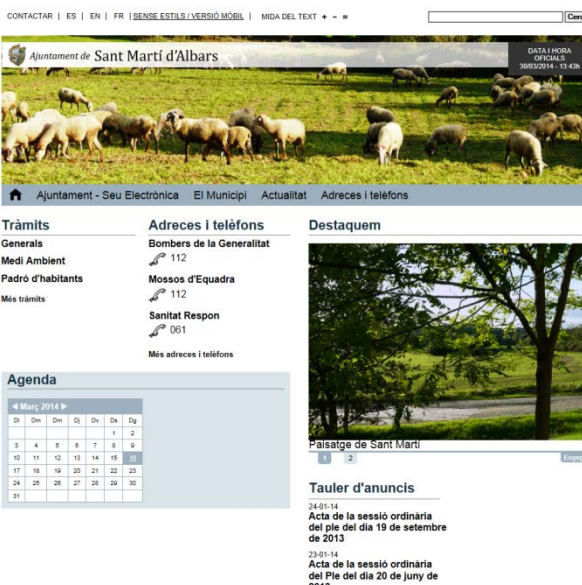 CONTACTAR | ES | EN | FR | SENSE ESTILS / VERSIÓ MÒBIL | MIDA DEL TEXT + - =
Ajuntament de Sant Martí d'Albars
DATA I HORA
OFICIALS
30/03/2014 - 13:43h
Ajuntament - Seu Electrònica El Municipi Actualitat Adreces i telèfons
Tràmits
Generals
Medi Ambient
Padró d'habitants
Més tràmits
Adreces i telèfons
Bombers de la Generalitat
112
Mossos d'Equadra
112
Sanitat Respon
061
Més adreces i telèfons
Destaquem
Paisatge de Sant Martí
1 2
Agenda
Març 2014
Dl Dm Dm Dj Dv Ds Dg
1 2
3 4 5 6 7 8 9
10 11 12 13 14 15 16
17 18 19 20 21 22 23
24 25 26 27 28 29 30
31
Tauler d'anuncis
24-01-14
Acta de la sessió ordinària
del ple del dia 19 de setembre
de 2013
23-01-14
Acta de la sessió ordinària
del Ple del dia 20 de juny de
2013